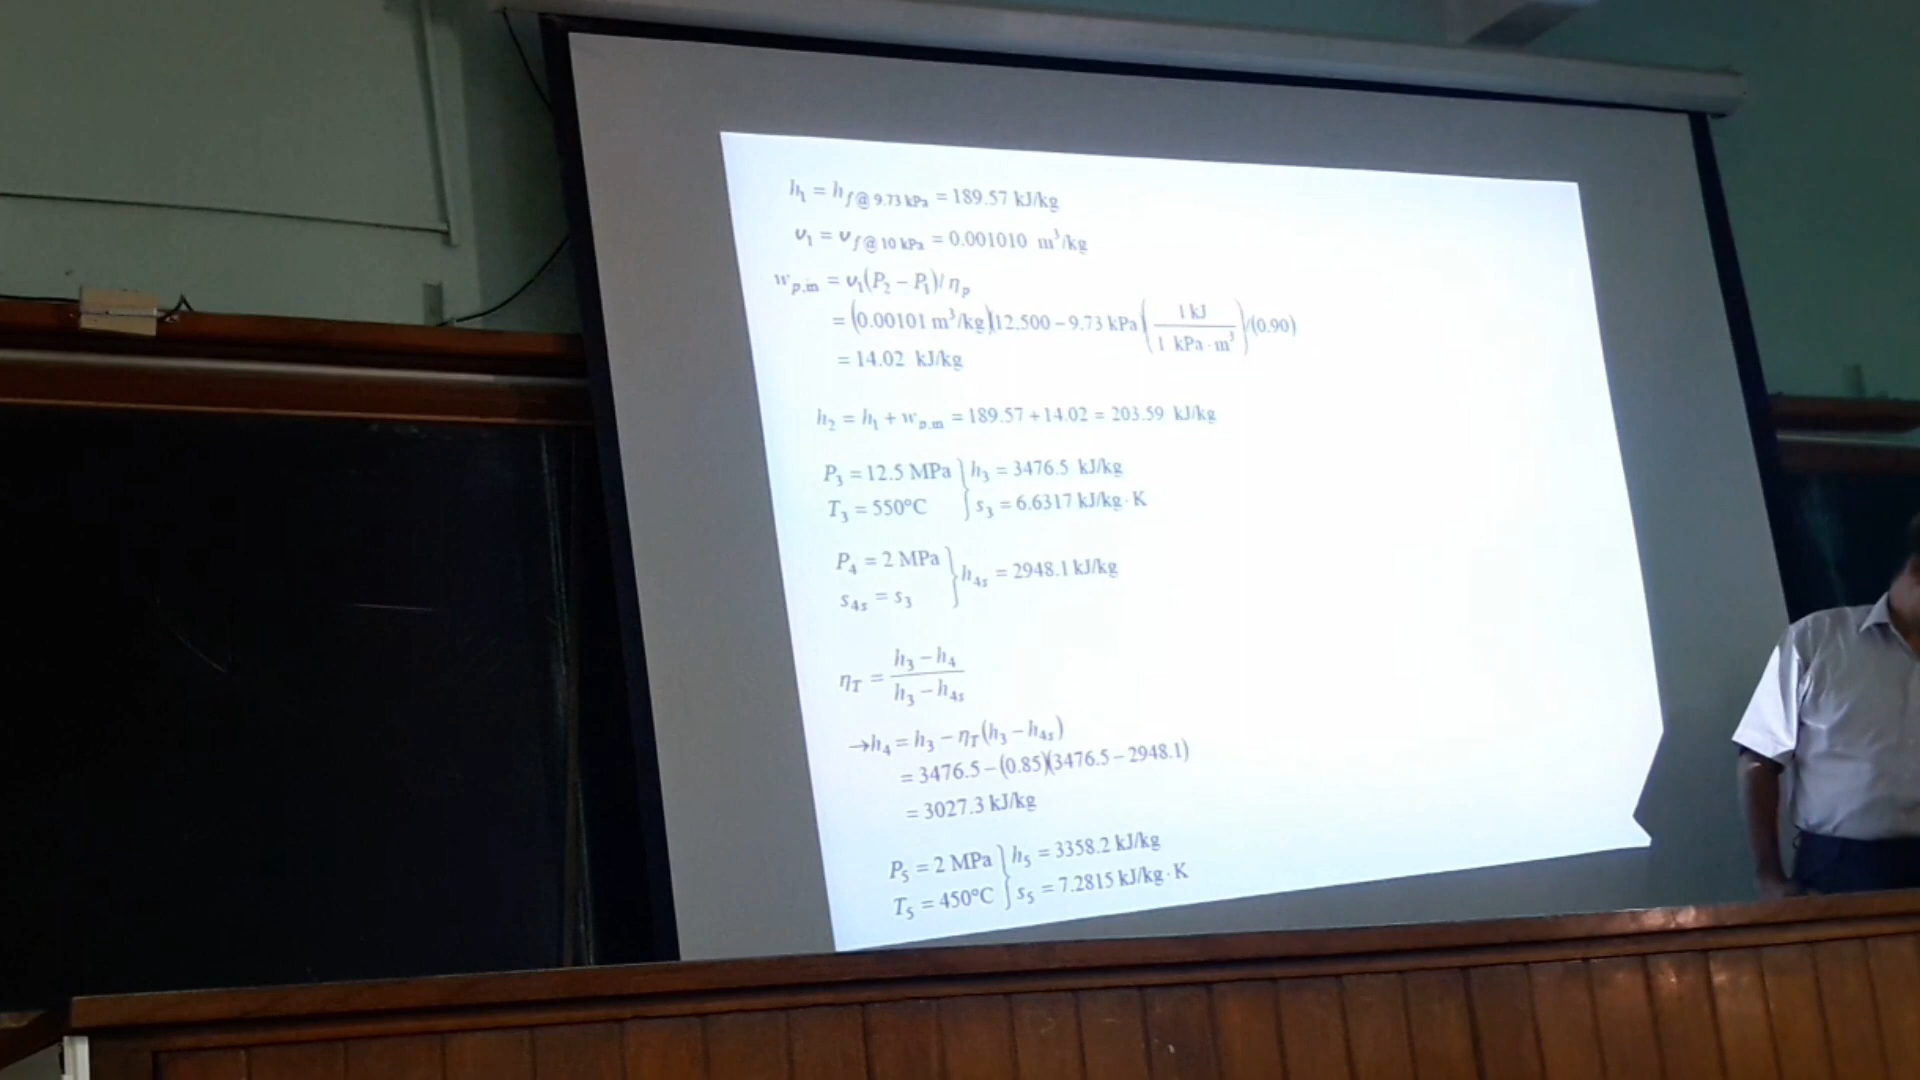 h₁ = h_f@9.73 kPa = 189.57 kJ/kg
v₁ = v_f@10 kPa = 0.001010 m³/kg
w_p,in = v₁(P₂ − P₁)/η_p
= (0.00101 m³/kg)(12,500 − 9.73 kPa)(1 kJ / 1 kPa·m³)/(0.90)
= 14.02 kJ/kg
h₂ = h₁ + w_p,in = 189.57 + 14.02 = 203.59 kJ/kg
P₃ = 12.5 MPa } h₃ = 3476.5 kJ/kg
T₃ = 550°C } s₃ = 6.6317 kJ/kg·K
P₄ = 2 MPa } h₄s = 2948.1 kJ/kg
s₄s = s₃
η_T = (h₃ − h₄)/(h₃ − h₄s)
→h₄ = h₃ − η_T(h₃ − h₄s)
= 3476.5 − (0.85)(3476.5 − 2948.1)
= 3027.3 kJ/kg
P₅ = 2 MPa } h₅ = 3358.2 kJ/kg
T₅ = 450°C } s₅ = 7.2815 kJ/kg·K